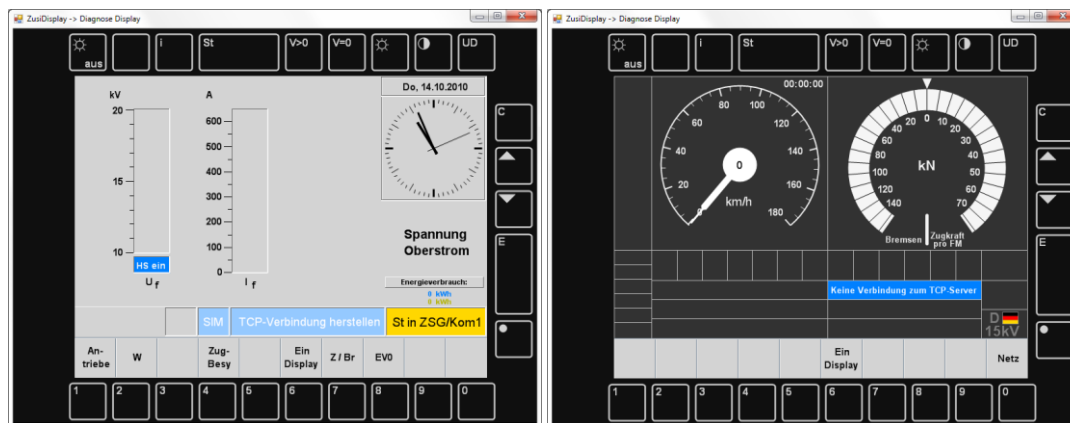 ZusiDisplay -> Diagnose Display
aus
i
St
V>0
V=0
UD
kV
A
Do, 14.10.2010
20
15
10
600
500
400
300
200
100
0
HS ein
U f
I f
Spannung
Oberstrom
Energieverbrauch:
0 kWh
0 kWh
SIM
TCP-Verbindung herstellen
St in ZSG/Kom1
An-
triebe
W
Zug-
Besy
Ein
Display
Z / Br
EV0
1
2
3
4
5
6
7
8
9
0
C
E
ZusiDisplay -> Diagnose Display
aus
i
St
V>0
V=0
UD
00:00:00
0
20
40
60
80
100
120
140
160
180
0
km/h
140
120
100
80
60
40
20
0
10
20
30
40
50
60
70
kN
Bremsen
Zugkraft
pro FM
Keine Verbindung zum TCP-Server
D
15kV
Ein
Display
Netz
1
2
3
4
5
6
7
8
9
0
C
E